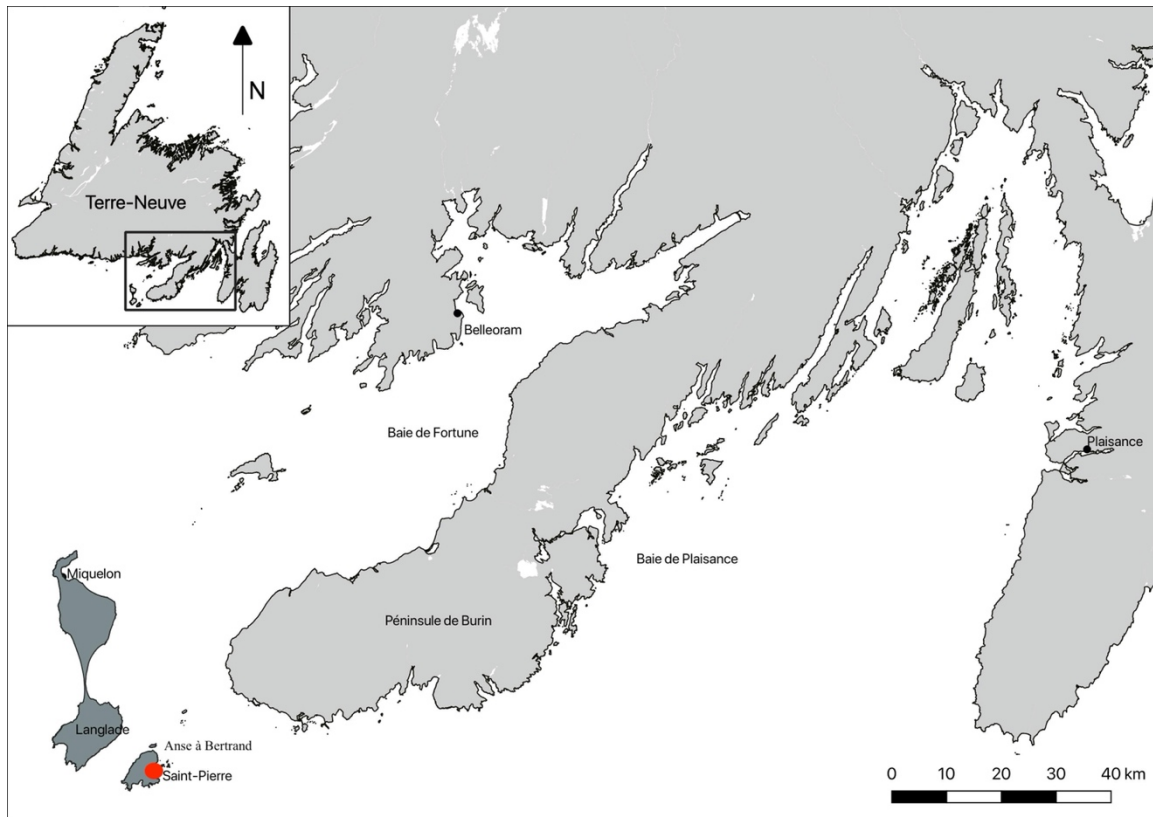 N
Terre-Neuve
Belleoram
Baie de Fortune
Plaisance
Baie de Plaisance
Miquelon
Péninsule de Burin
Langlade
Anse à Bertrand
Saint-Pierre
0 10 20 30 40 km